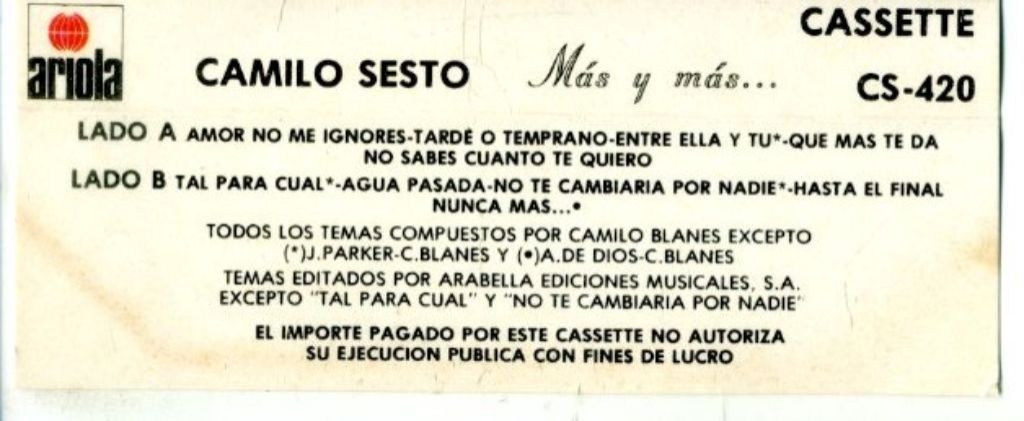 ariola
CAMILO SESTO
Más y más...
CASSETTE
CS-420
LADO A AMOR NO ME IGNORES-TARDE O TEMPRANO-ENTRE ELLA Y TU*-QUE MAS TE DA
NO SABES CUANTO TE QUIERO
LADO B TAL PARA CUAL*-AGUA PASADA-NO TE CAMBIARIA POR NADIE*-HASTA EL FINAL
NUNCA MAS...•
TODOS LOS TEMAS COMPUESTOS POR CAMILO BLANES EXCEPTO
(*)J.PARKER-C.BLANES Y (•)A.DE DIOS-C.BLANES
TEMAS EDITADOS POR ARABELLA EDICIONES MUSICALES, S.A.
EXCEPTO "TAL PARA CUAL" Y "NO TE CAMBIARIA POR NADIE"
EL IMPORTE PAGADO POR ESTE CASSETTE NO AUTORIZA
SU EJECUCION PUBLICA CON FINES DE LUCRO